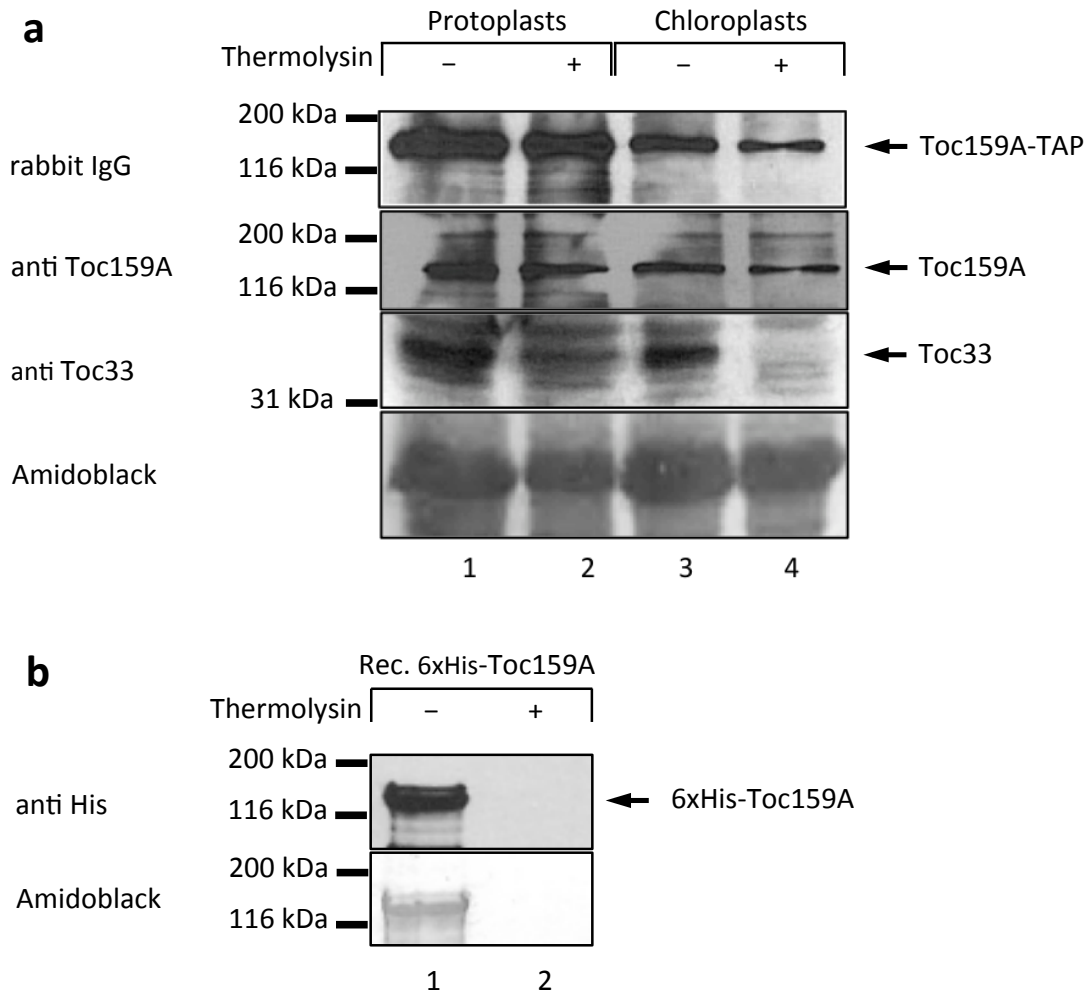 a
Protoplasts Chloroplasts
Thermolysin − + − +
200 kDa
rabbit IgG
Toc159A-TAP
116 kDa
200 kDa
anti Toc159A
Toc159A
116 kDa
anti Toc33
Toc33
31 kDa
Amidoblack
1 2 3 4
b
Rec. 6xHis-Toc159A
Thermolysin − +
200 kDa
anti His
6xHis-Toc159A
116 kDa
200 kDa
Amidoblack
116 kDa
1 2